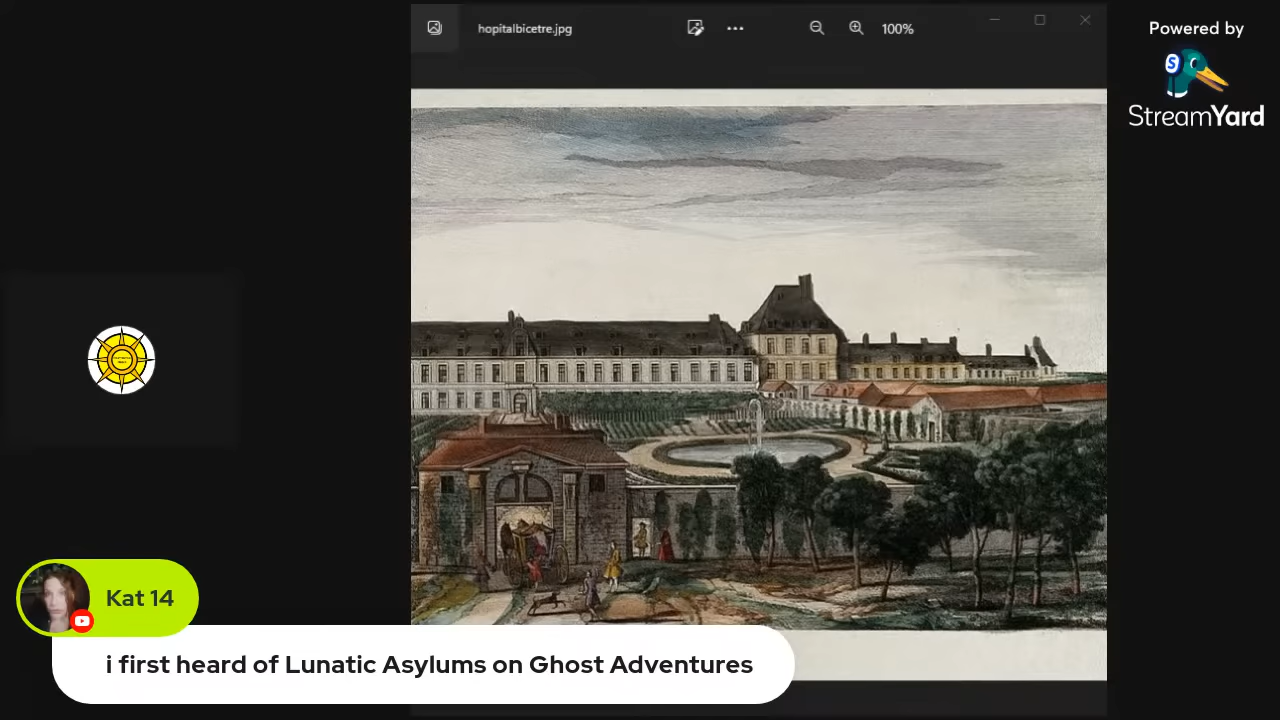 hopitalbicetre.jpg
100%
Powered by
S
StreamYard
Kat 14
i first heard of Lunatic Asylums on Ghost Adventures